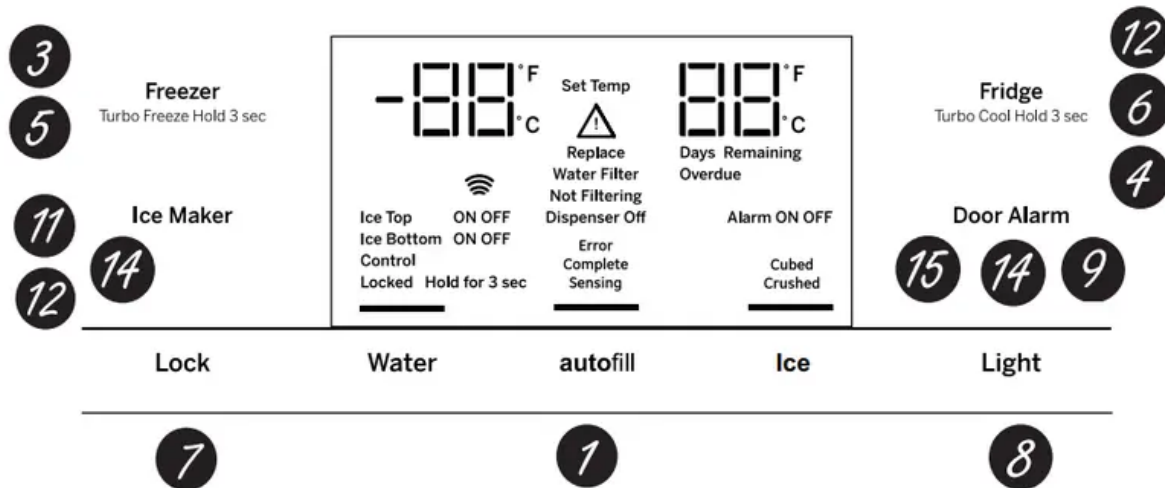 3
5
Freezer
Turbo Freeze Hold 3 sec
11
12
Ice Maker
14
-88 °F °C
Set Temp
88 °F °C
!
Replace
Water Filter
Not Filtering
Dispenser Off
Days Remaining
Overdue
Ice Top ON OFF
Ice Bottom ON OFF
Control
Locked Hold for 3 sec
Error
Complete
Sensing
Alarm ON OFF
Cubed
Crushed
12
6
4
Fridge
Turbo Cool Hold 3 sec
Door Alarm
15 14 9
Lock Water autofill Ice Light
7 1 8